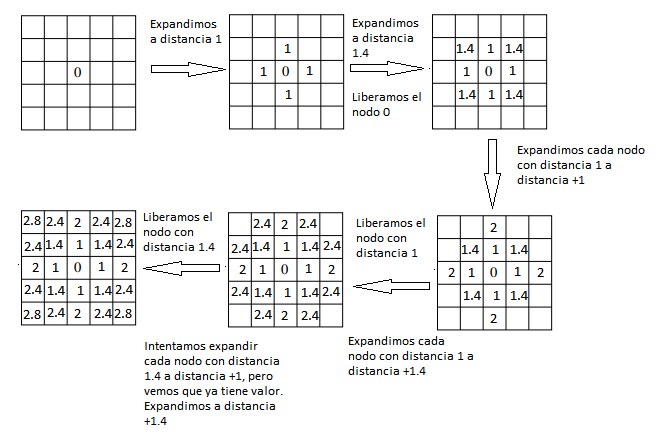 Expandimos
a distancia 1
0
1
1 0 1
1
Expandimos
a distancia
1.4
Liberamos el
nodo 0
1.4 1 1.4
1 0 1
1.4 1 1.4
Expandimos cada nodo
con distancia 1 a
distancia +1
2
1.4 1 1.4
2 1 0 1 2
1.4 1 1.4
2
Liberamos el
nodo con
distancia 1
Expandimos cada
nodo con distancia 1 a
distancia +1.4
2.4 2 2.4
2.4 1.4 1 1.4 2.4
2 1 0 1 2
2.4 1.4 1 1.4 2.4
2.4 2 2.4
Liberamos el
nodo con
distancia 1.4
Intentamos expandir
cada nodo con distancia
1.4 a distancia +1, pero
vemos que ya tiene valor.
Expandimos a distancia
+1.4
2.8 2.4 2 2.4 2.8
2.4 1.4 1 1.4 2.4
2 1 0 1 2
2.4 1.4 1 1.4 2.4
2.8 2.4 2 2.4 2.8